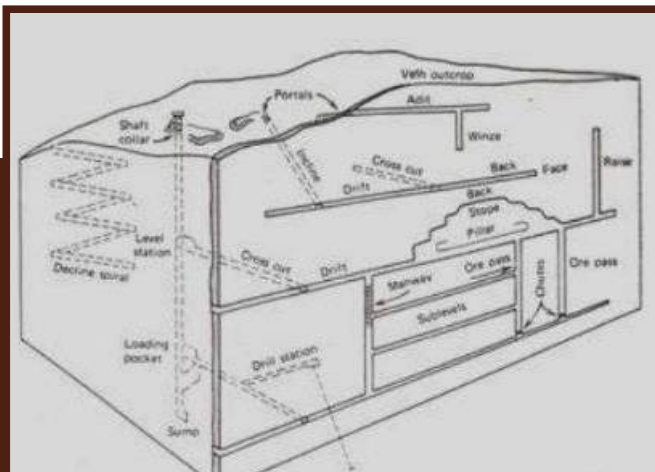 Vein outcrop
Portals
Adit
Shaft
collar
Winze
Incline
Cross cut
Back
Face
Raise
Drift
Back
Stope
Pillar
Level
station
Cross cut
Drift
Decline spiral
Manway
Ore pass
Chutes
Ore pass
Sublevels
Loading
pocket
Drill station
Sump